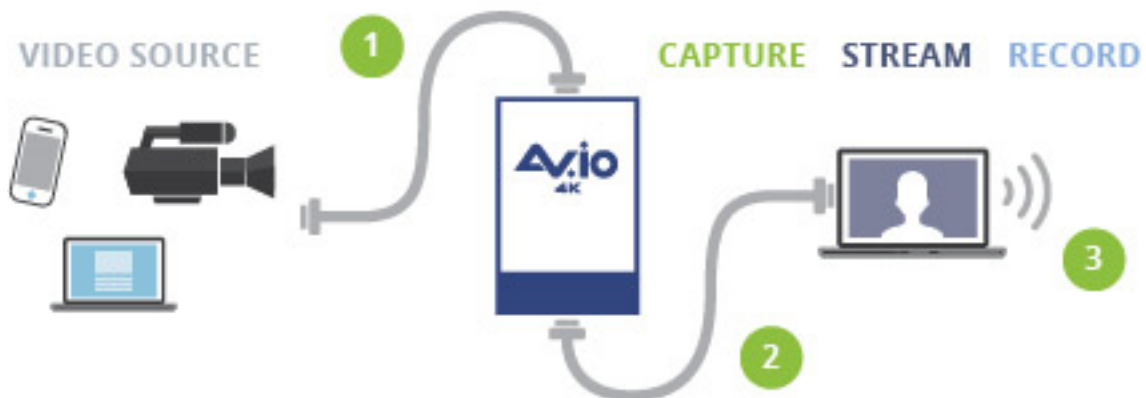 VIDEO SOURCE
1
CAPTURE STREAM RECORD
AV.io
4K
3
2